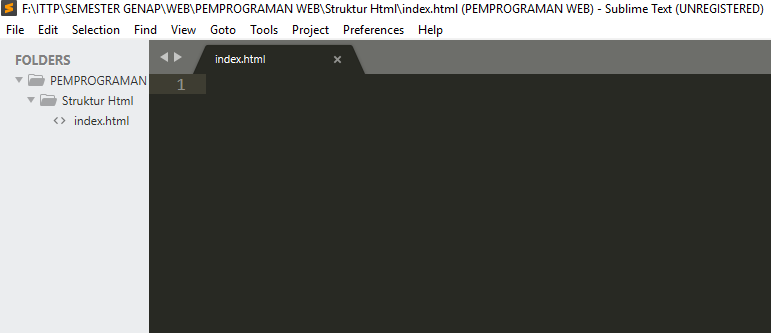 F:\ITTP\SEMESTER GENAP\WEB\PEMPROGRAMAN WEB\Struktur Html\index.html (PEMPROGRAMAN WEB) - Sublime Text (UNREGISTERED)
File Edit Selection Find View Goto Tools Project Preferences Help
FOLDERS
PEMPROGRAMAN
Struktur Html
index.html
index.html
1